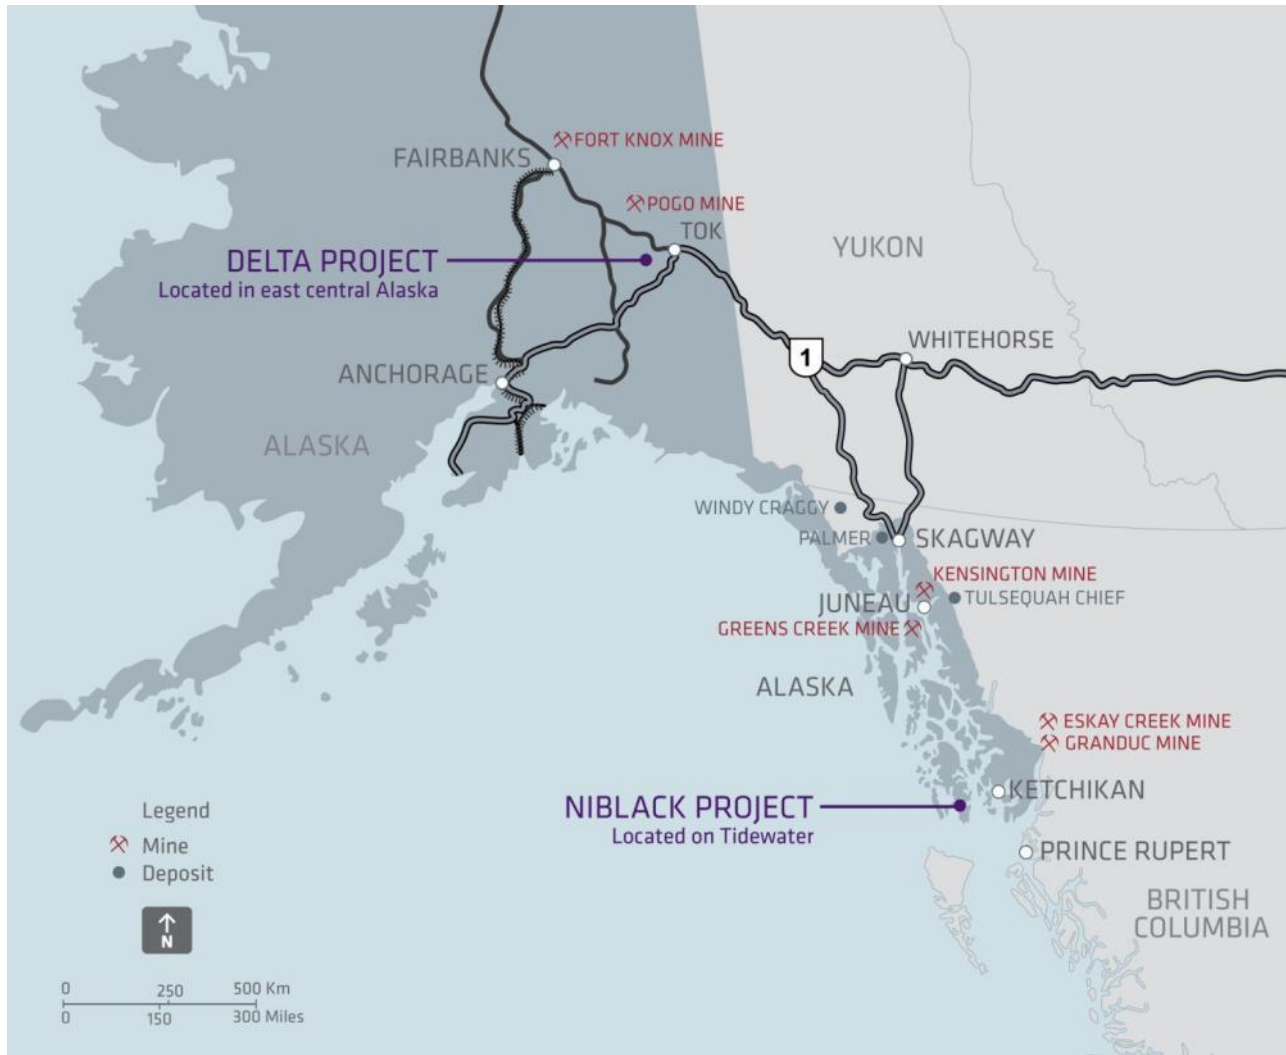 FORT KNOX MINE
FAIRBANKS
POGO MINE
TOK
YUKON
DELTA PROJECT
Located in east central Alaska
1
WHITEHORSE
ANCHORAGE
ALASKA
WINDY CRAGGY
PALMER
SKAGWAY
KENSINGTON MINE
JUNEAU
TULSEQUAH CHIEF
GREENS CREEK MINE
ALASKA
ESKAY CREEK MINE
GRANDUC MINE
KETCHIKAN
NIBLACK PROJECT
Located on Tidewater
PRINCE RUPERT
BRITISH
COLUMBIA
Legend
Mine
Deposit
N
0 250 500 Km
0 150 300 Miles